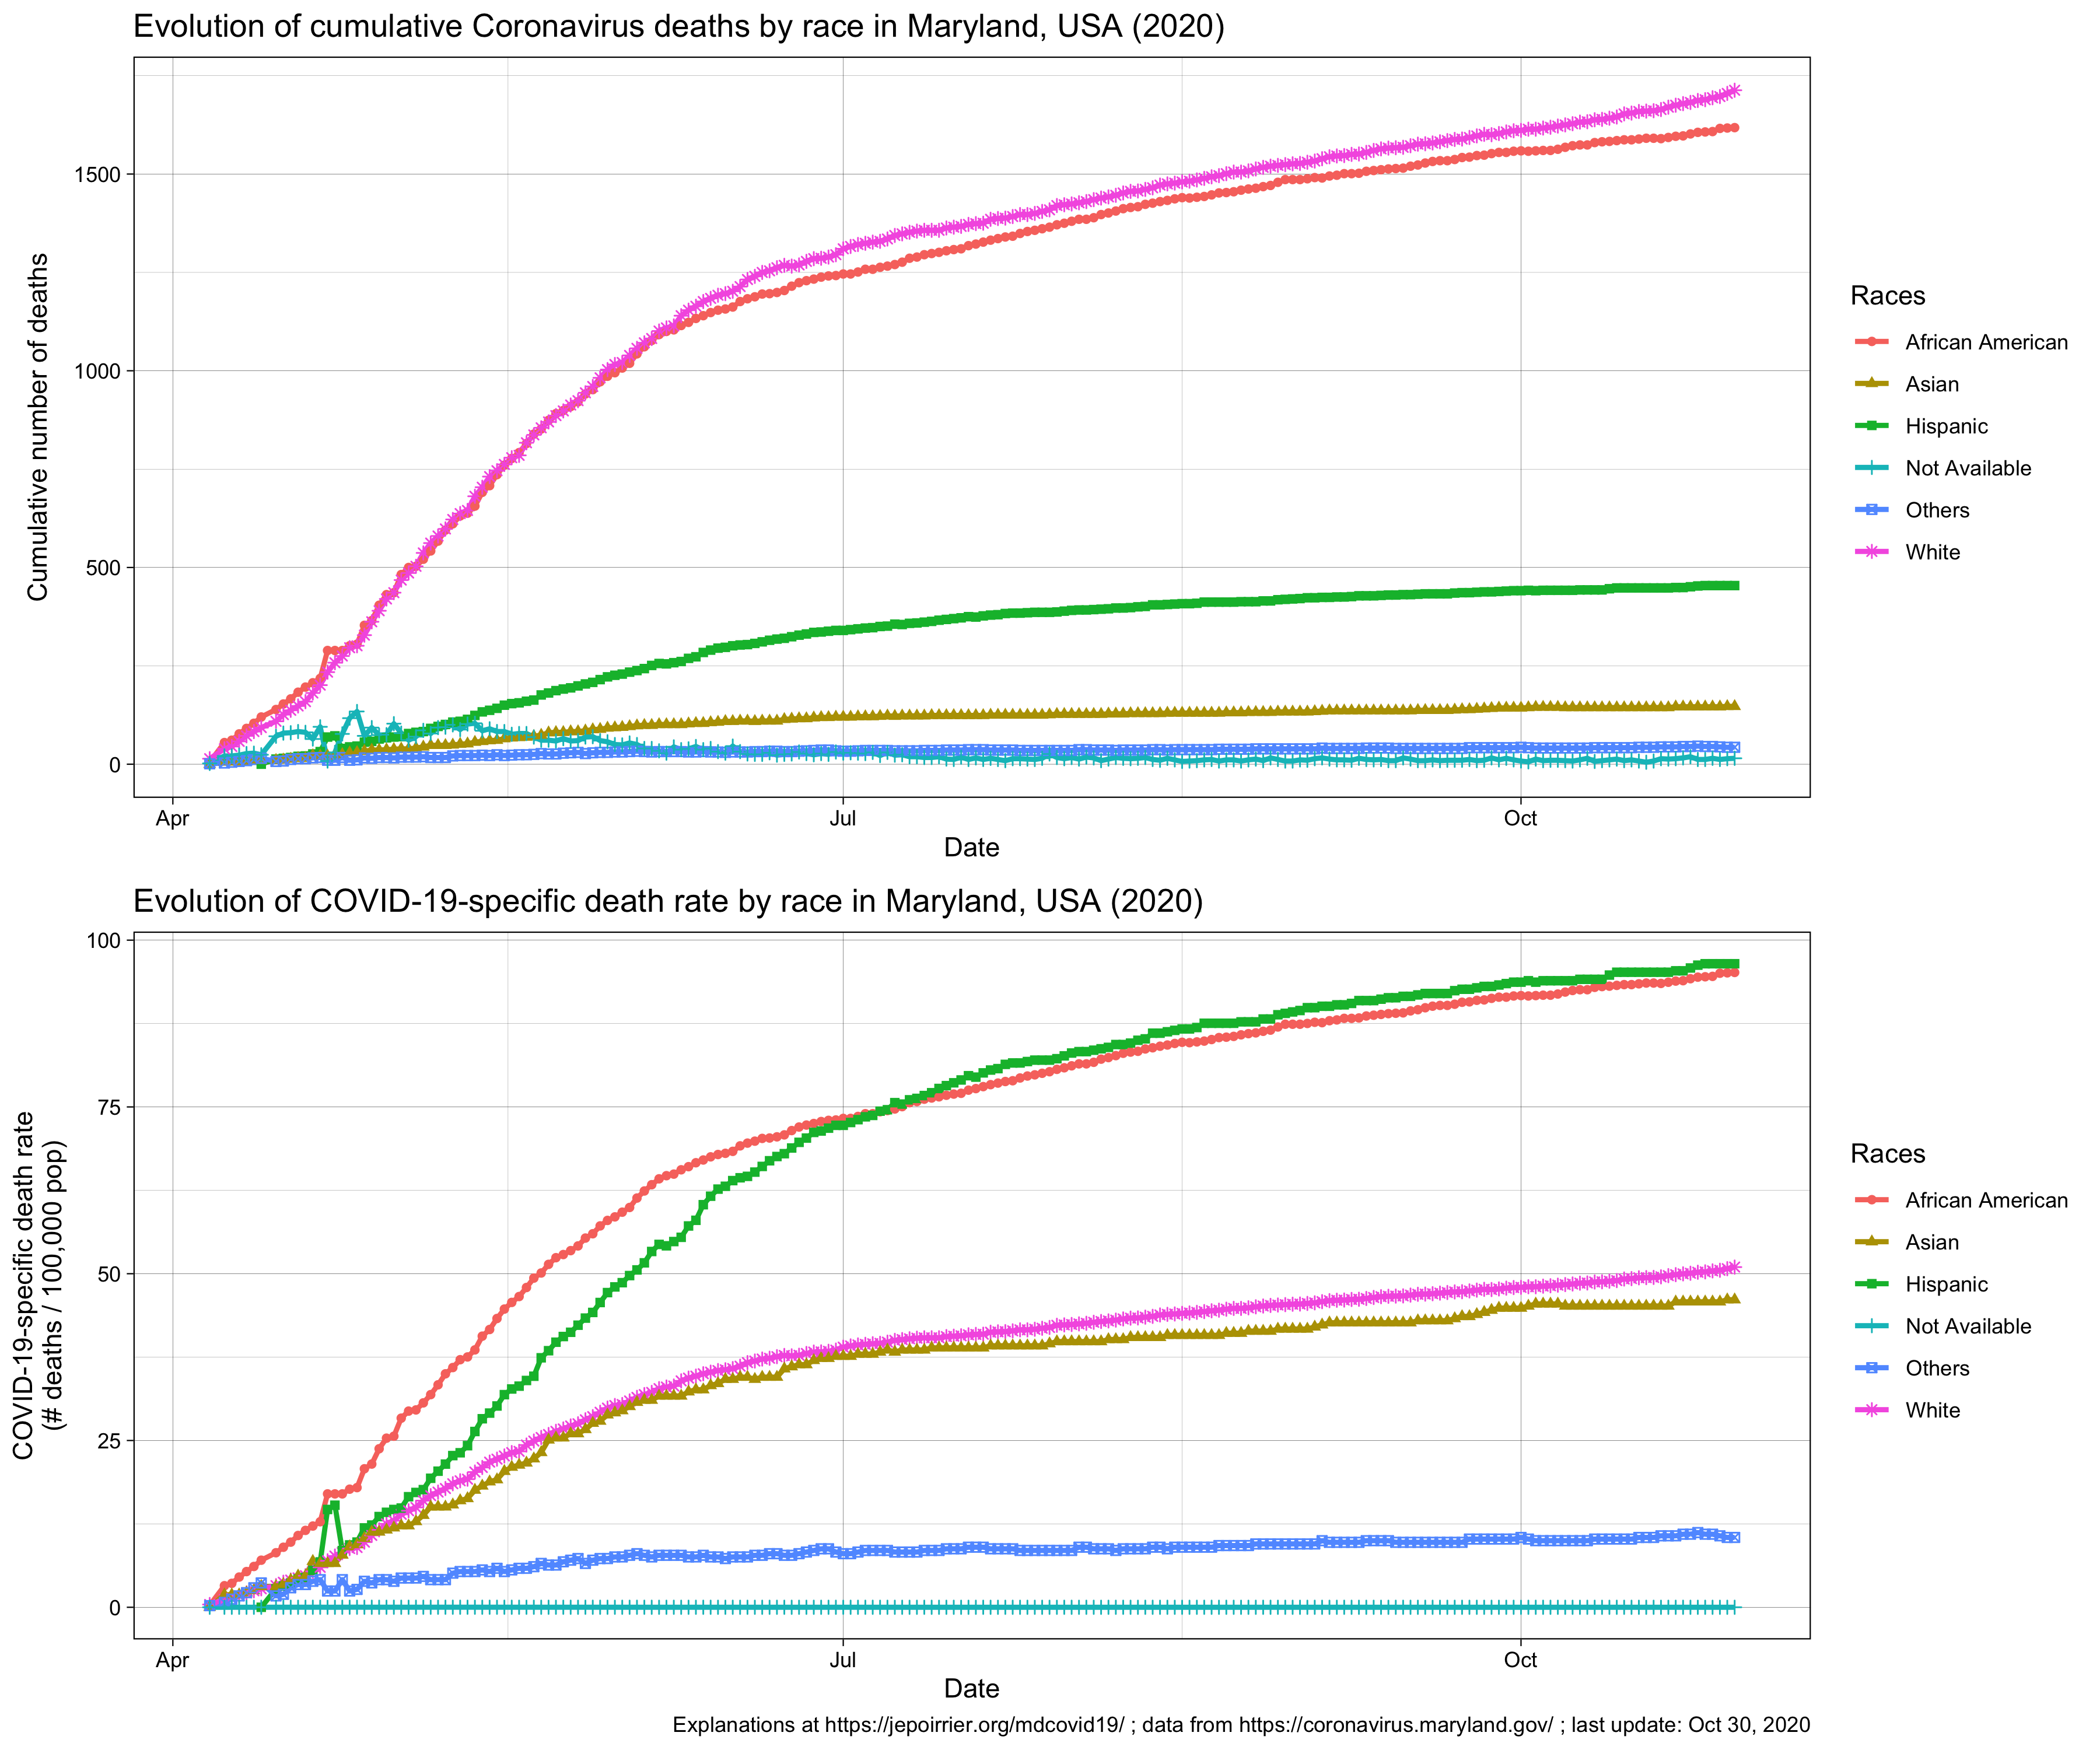 Evolution of cumulative Coronavirus deaths by race in Maryland, USA (2020)
Cumulative number of deaths
1500
1000
500
0
Apr
Jul
Oct
Date
Races
African American
Asian
Hispanic
Not Available
Others
White
Evolution of COVID-19-specific death rate by race in Maryland, USA (2020)
COVID-19-specific death rate
(# deaths / 100,000 pop)
100
75
50
25
0
Apr
Jul
Oct
Date
Races
African American
Asian
Hispanic
Not Available
Others
White
Explanations at https://jepoirrier.org/mdcovid19/ ; data from https://coronavirus.maryland.gov/ ; last update: Oct 30, 2020